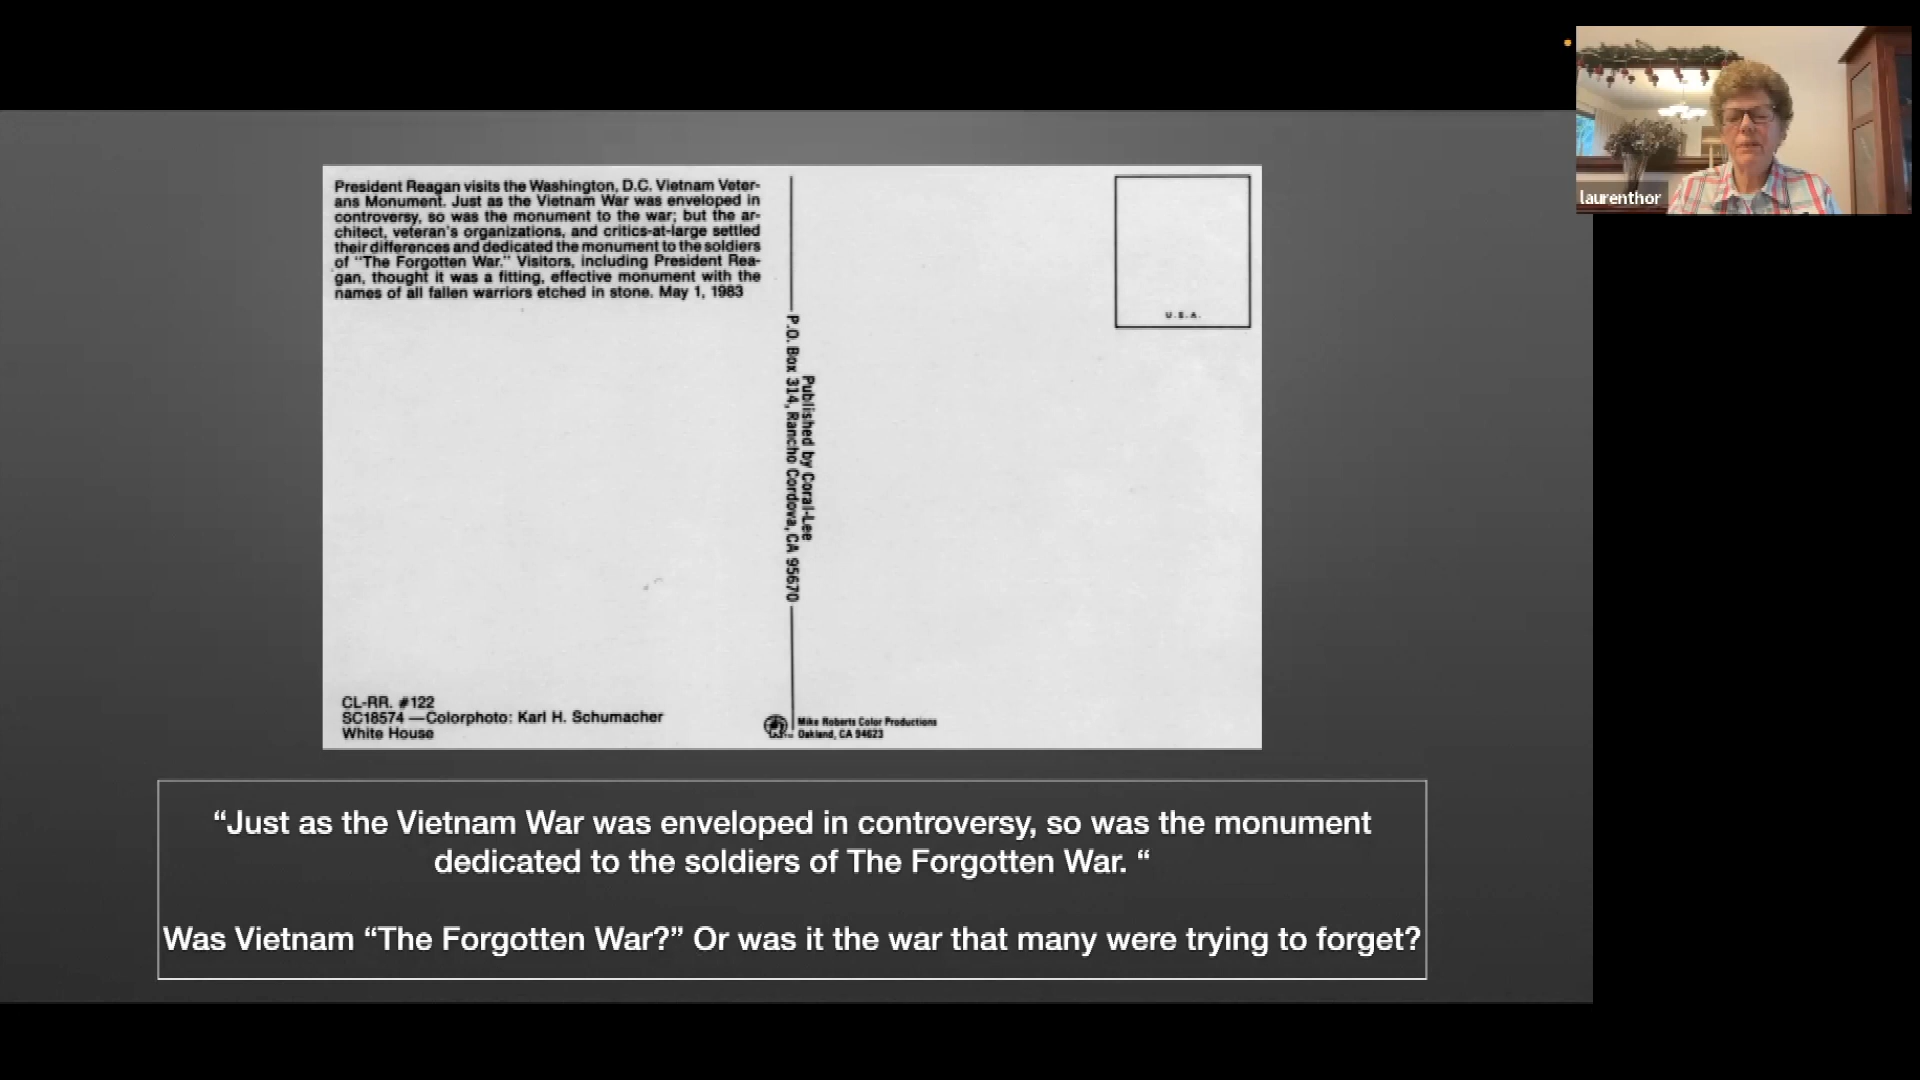 President Reagan visits the Washington, D.C. Vietnam Veter-
ans Monument. Just as the Vietnam War was enveloped in
controversy, so was the monument to the war; but the ar-
chitect, veteran's organizations, and critics-at-large settled
their differences and dedicated the monument to the soldiers
of "The Forgotten War." Visitors, including President Rea-
gan, thought it was a fitting, effective monument with the
names of all fallen warriors etched in stone. May 1, 1983
U.S.A.
Published by Coral-Lee
P.O. Box 314, Rancho Cordova, CA 95670
CL-RR. #122
SC18574 —Colorphoto: Karl H. Schumacher
White House
Mike Roberts Color Productions
Oakland, CA 94623
“Just as the Vietnam War was enveloped in controversy, so was the monument
dedicated to the soldiers of The Forgotten War. “
Was Vietnam “The Forgotten War?” Or was it the war that many were trying to forget?
laurenthor